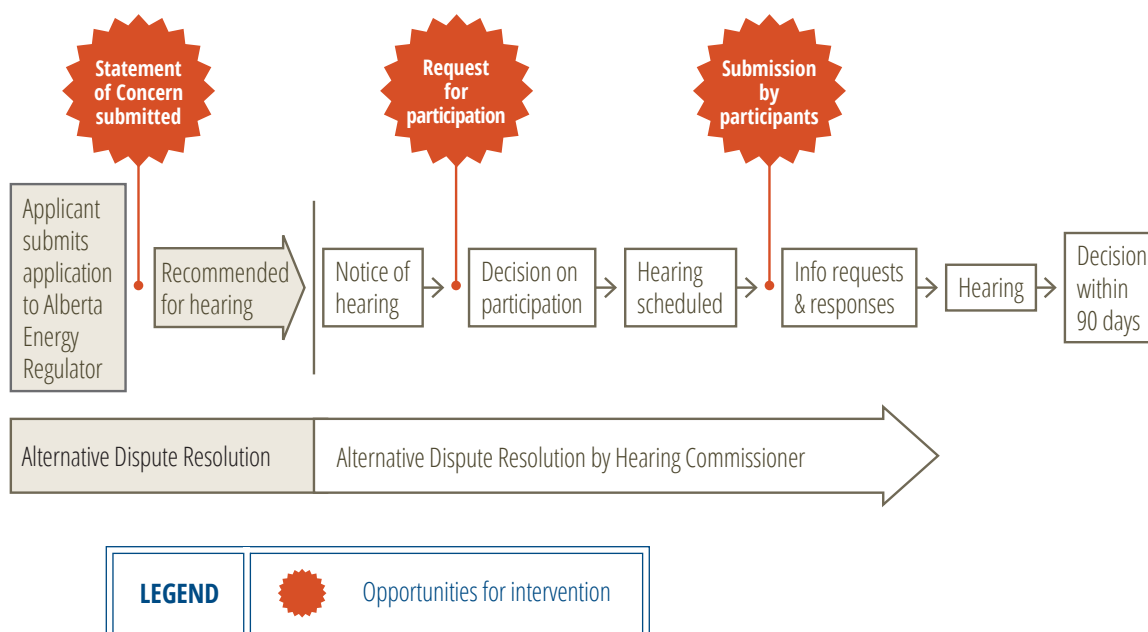 Statement
of Concern
submitted
Request
for
participation
Submission
by
participants
Applicant
submits
application
to Alberta
Energy
Regulator
Recommended
for hearing
Notice of
hearing
Decision on
participation
Hearing
scheduled
Info requests
& responses
Hearing
Decision
within
90 days
Alternative Dispute Resolution
Alternative Dispute Resolution by Hearing Commissioner
LEGEND
Opportunities for intervention